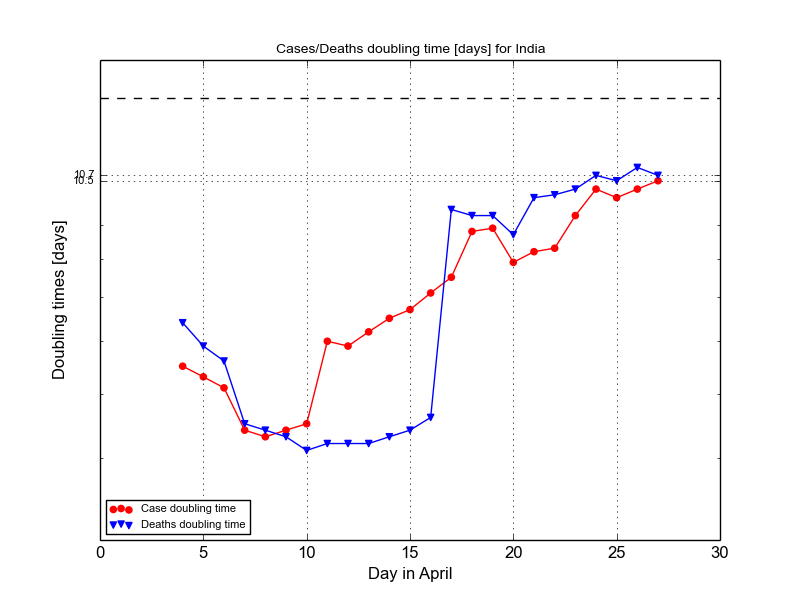 Cases/Deaths doubling time [days] for India
10.7
10.5
Doubling times [days]
Case doubling time
Deaths doubling time
0 5 10 15 20 25 30
Day in April